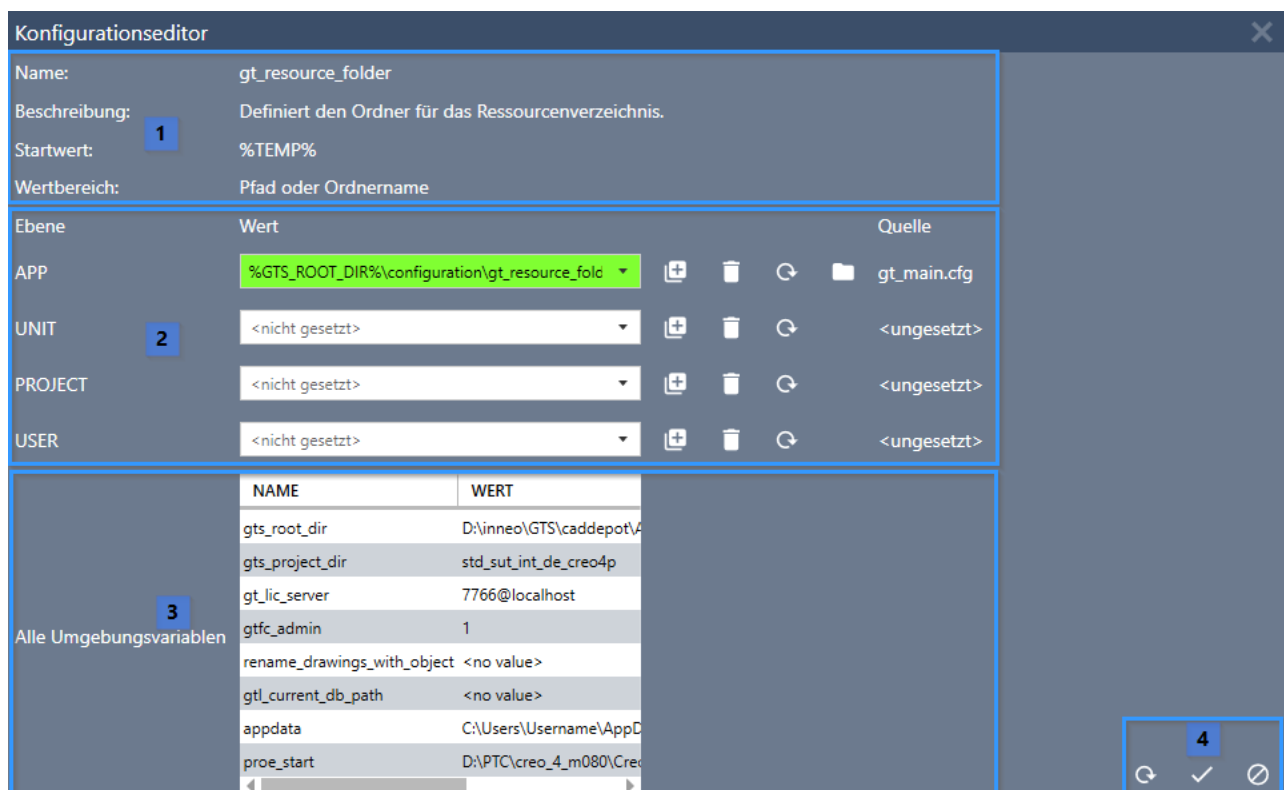 Konfigurationseditor
Name: gt_resource_folder
Beschreibung: Definiert den Ordner für das Ressourcenverzeichnis.
1
Startwert: %TEMP%
Wertbereich: Pfad oder Ordnername
Ebene Wert Quelle
APP %GTS_ROOT_DIR%\configuration\gt_resource_fold gt_main.cfg
UNIT <nicht gesetzt> <ungesetzt>
2
PROJECT <nicht gesetzt> <ungesetzt>
USER <nicht gesetzt> <ungesetzt>
NAME WERT
gts_root_dir D:\inneo\GTS\caddepot\A
gts_project_dir std_sut_int_de_creo4p
gt_lic_server 7766@localhost
3
Alle Umgebungsvariablen
gtfc_admin 1
rename_drawings_with_object <no value>
gtl_current_db_path <no value>
appdata C:\Users\Username\AppD
proe_start D:\PTC\creo_4_m080\Creo
4